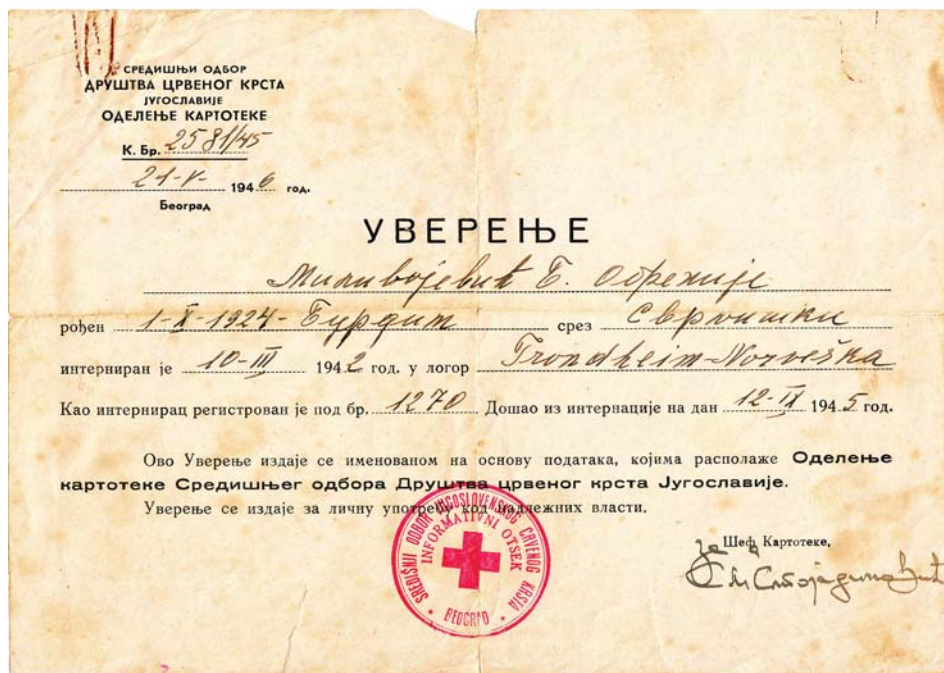 СРЕДИШЊИ ОДБОР
ДРУШТВА ЦРВЕНОГ КРСТА
ЈУГОСЛАВИЈЕ
ОДЕЛЕЊЕ КАРТОТЕКЕ
К. Бр. 2581/45
21-V- 1946 год.
Београд
УВЕРЕЊЕ
Миливојевић Б. Обреније
рођен 1-X-1924- срез Сврљишки
интерниран је 10-III 1942 год. у логор Trondheim-Norveška
Као интернирац регистрован је под бр. 1270 Дошао из интернације на дан 12-IX 1945 год.
Ово Уверење издаје се именованом на основу података, којима располаже Оделење
картотеке Средишњег одбора Друштва црвеног крста Југославије.
Уверење се издаје за личну употребу код надлежних власти.
SREDIŠNJI ODBOR JUGOSLOVENSKOG CRVENOG KRSTA
INFORMATIVNI OTSEK
BEOGRAD
Шеф Картотеке,